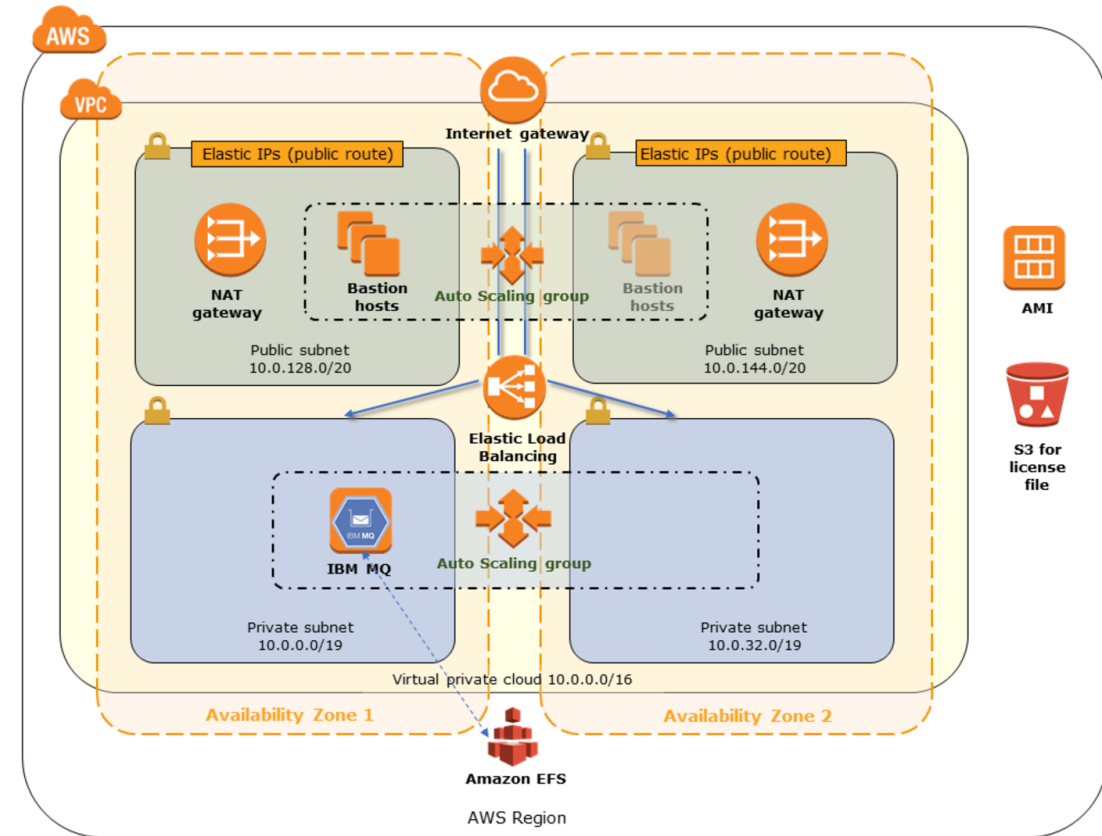 AWS
VPC
Internet gateway
Elastic IPs (public route)
Elastic IPs (public route)
NAT
gateway
Bastion
hosts
Auto Scaling group
Bastion
hosts
NAT
gateway
Public subnet
10.0.128.0/20
Public subnet
10.0.144.0/20
AMI
Elastic Load
Balancing
S3 for
license
file
IBM MQ
IBM MQ
Auto Scaling group
Private subnet
10.0.0.0/19
Private subnet
10.0.32.0/19
Virtual private cloud 10.0.0.0/16
Availability Zone 1
Availability Zone 2
Amazon EFS
AWS Region